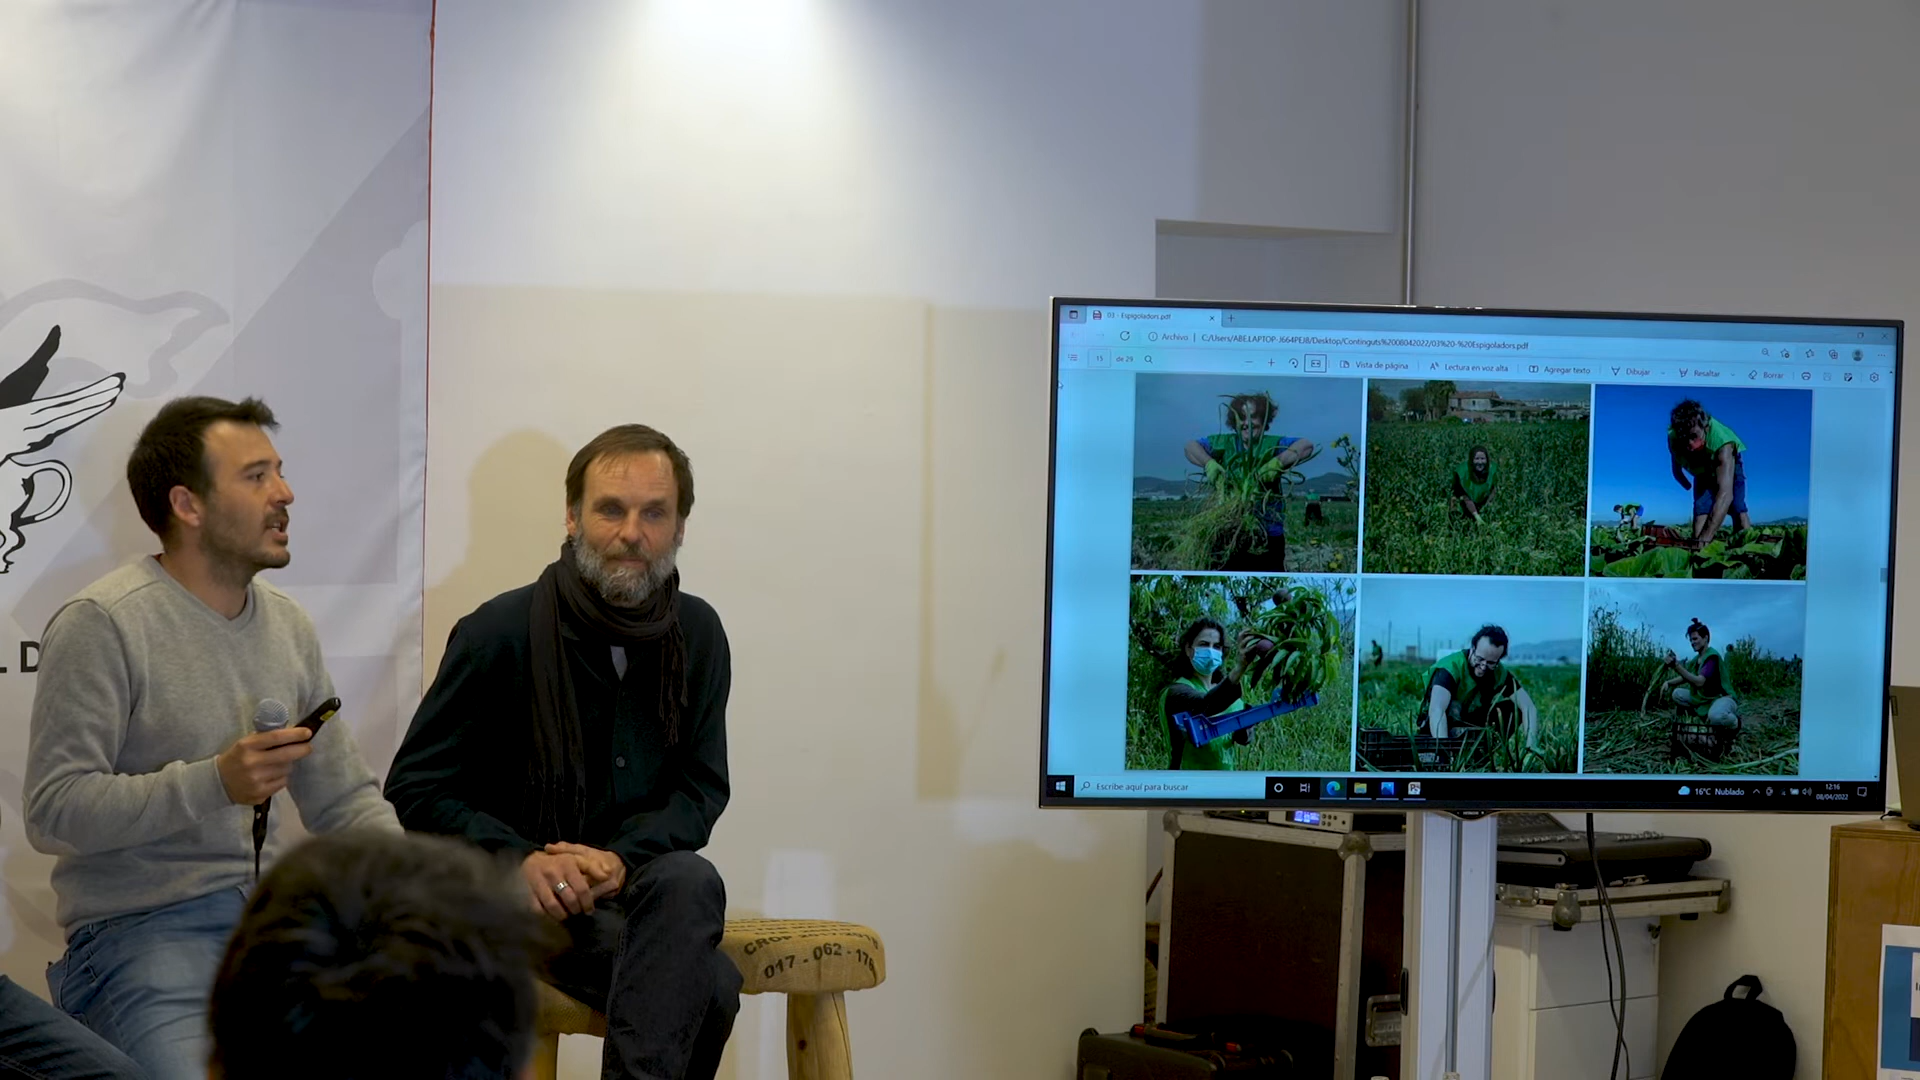 L D
03 - Espigoladors.pdf
Archivo | C:/Users/ABE.LAPTOP-J664PEJ8/Desktop/Continguts%2008042022/03%20-%20Espigoladors.pdf
15 de 28
Vista de página
Lectura en voz alta
Agregar texto
Dibujar
Resaltar
Borrar
Escribe aquí para buscar
16°C Nublado
12:16
08/04/2022
017 - 062 - 176